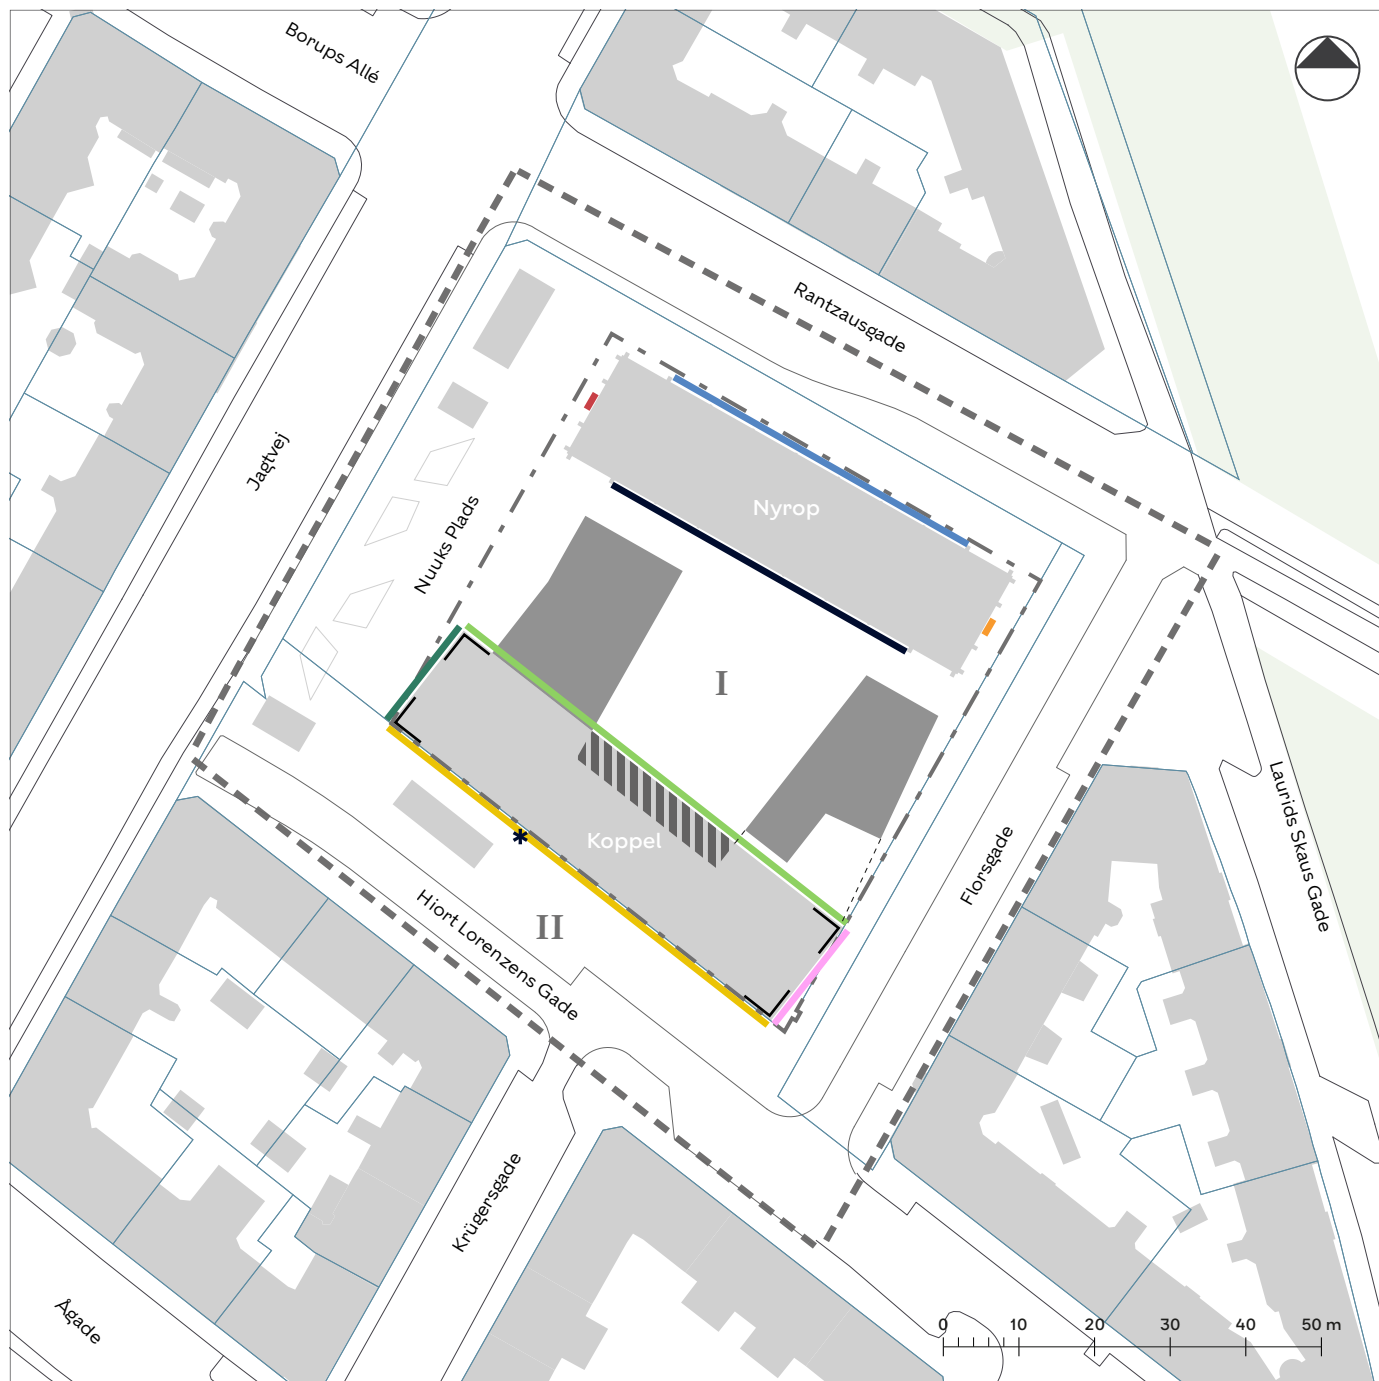 Borups Allé
Rantzausgade
Jagtvej
Nuuks Plads
Nyrop
I
Koppel
II
Hiort Lorenzens Gade
Florsgade
Laurids Skaus Gade
Krügersgade
Ågade
0 10 20 30 40 50 m